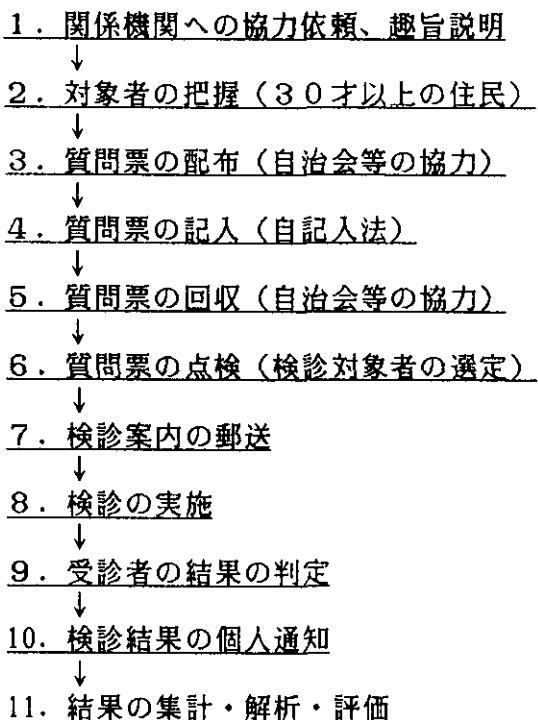 １．関係機関への協力依頼、趣旨説明
↓
２．対象者の把握（３０才以上の住民）
↓
３．質問票の配布（自治会等の協力）
↓
４．質問票の記入（自記入法）
↓
５．質問票の回収（自治会等の協力）
↓
６．質問票の点検（検診対象者の選定）
↓
７．検診案内の郵送
↓
８．検診の実施
↓
９．受診者の結果の判定
↓
10．検診結果の個人通知
↓
11．結果の集計・解析・評価